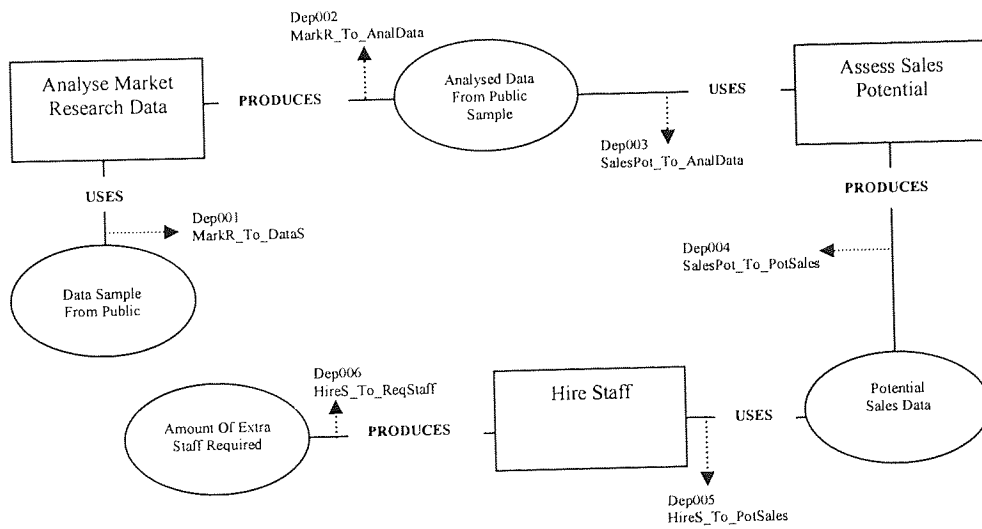 Dep002
MarkR_To_AnalData
Analyse Market
Research Data
PRODUCES
Analysed Data
From Public
Sample
USES
Assess Sales
Potential
Dep003
SalesPot_To_AnalData
USES
PRODUCES
Dep001
MarkR_To_DataS
Dep004
SalesPot_To_PotSales
Data Sample
From Public
Dep006
HireS_To_ReqStaff
Hire Staff
Potential
Sales Data
Amount Of Extra
Staff Required
PRODUCES
USES
Dep005
HireS_To_PotSales